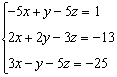 -5x + y - 5z = 1
2x + 2y - 3z = -13
3x - y - 5z = -25